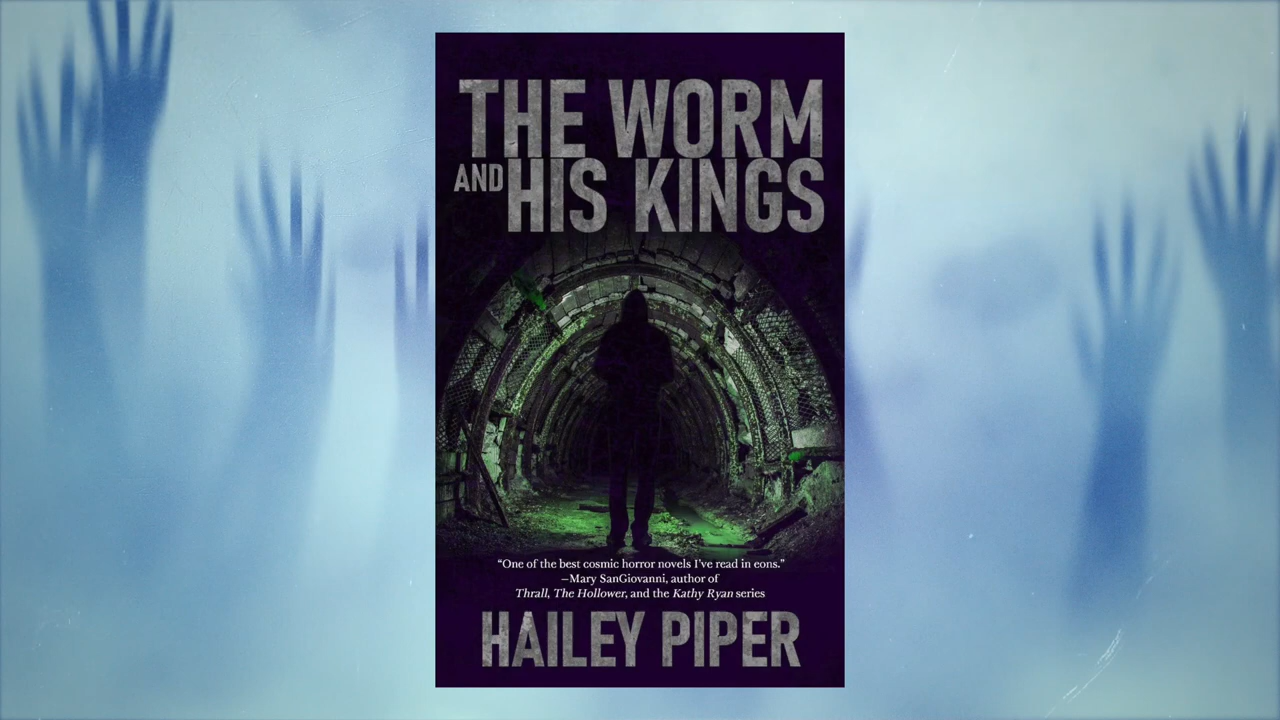 THE WORM
AND HIS KINGS
“One of the best cosmic horror novels I’ve read in eons.”
—Mary SanGiovanni, author of
Thrall, The Hollower, and the Kathy Ryan series
HAILEY PIPER